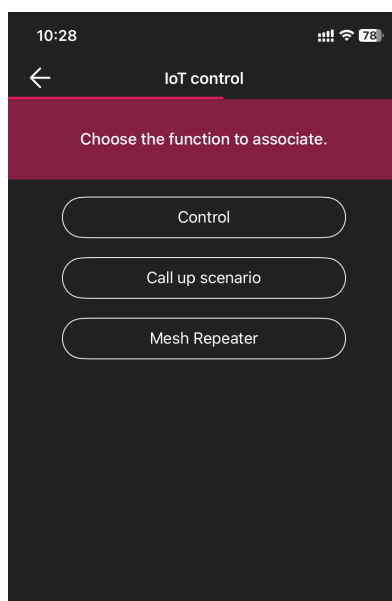 10:28
78
IoT control
Choose the function to associate.
Control
Call up scenario
Mesh Repeater